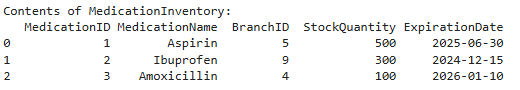 Contents of MedicationInventory:
MedicationID MedicationName BranchID StockQuantity ExpirationDate
0 1 Aspirin 5 500 2025-06-30
1 2 Ibuprofen 9 300 2024-12-15
2 3 Amoxicillin 4 100 2026-01-10